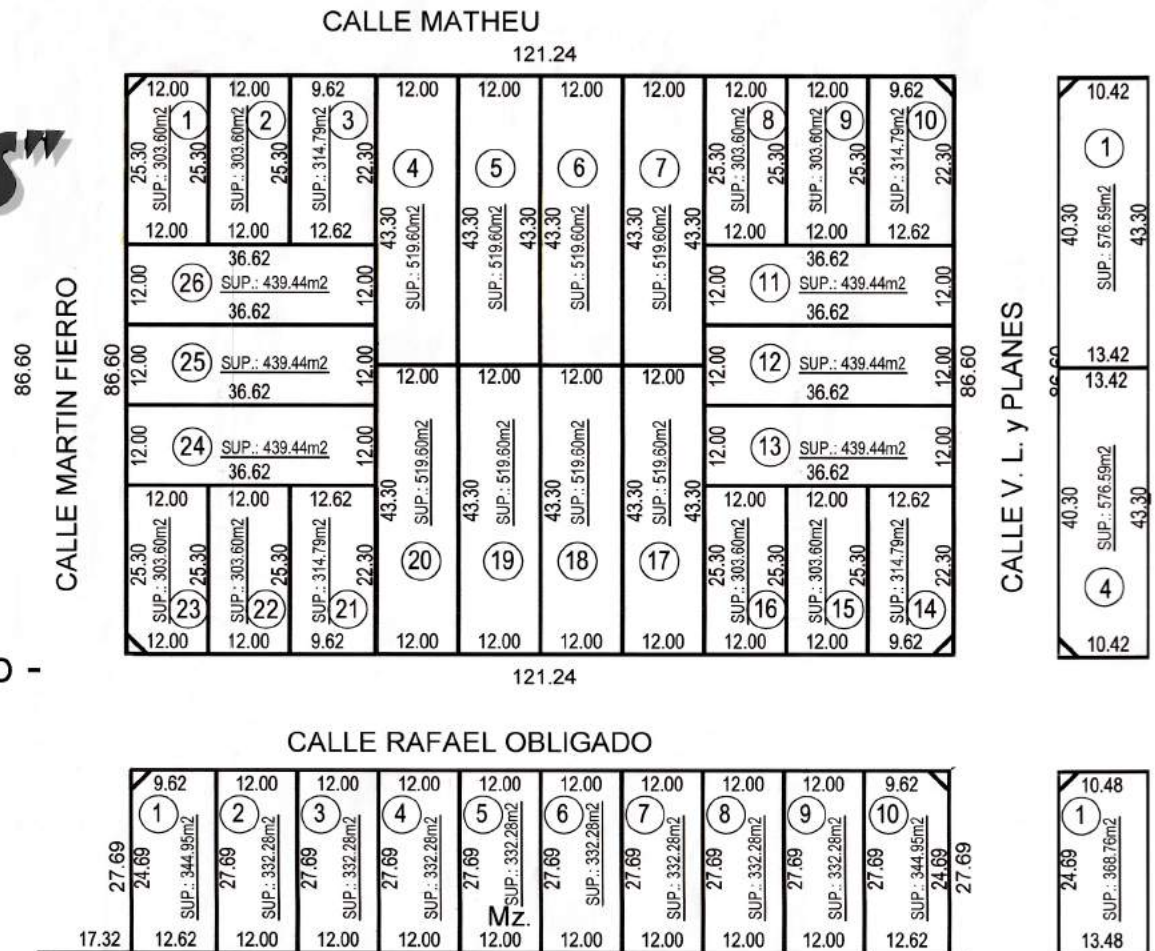 CALLE MATHEU
121.24
12.00 12.00 9.62 12.00 12.00 12.00 12.00 12.00 12.00 9.62 10.42
1 2 3 4 5 6 7 8 9 10 1
25.30 SUP.: 303.60m2 25.30 SUP.: 303.60m2 25.30 SUP.: 314.79m2 22.30
43.30 SUP.: 519.60m2 43.30 SUP.: 519.60m2 43.30 43.30 SUP.: 519.60m2 43.30 SUP.: 519.60m2 43.30
25.30 SUP.: 303.60m2 25.30 SUP.: 303.60m2 25.30 SUP.: 314.79m2 22.30
40.30 SUP.: 576.59m2 43.30
12.00 12.00 12.62 12.00 12.00 12.62
36.62 36.62
12.00 26 SUP.: 439.44m2 12.00 12.00 11 SUP.: 439.44m2 12.00
36.62 36.62
86.60
CALLE MARTIN FIERRO
86.60
12.00 25 SUP.: 439.44m2 12.00 12.00 12 SUP.: 439.44m2 12.00
36.62 36.62
86.60
CALLE V. L. y PLANES
13.42
12.00 12.00 12.00 12.00 13.42
12.00 24 SUP.: 439.44m2 12.00 12.00 13 SUP.: 439.44m2 12.00
36.62 36.62
12.00 12.00 12.62 12.00 12.00 12.62
25.30 SUP.: 303.60m2 25.30 SUP.: 303.60m2 25.30 SUP.: 314.79m2 22.30
43.30 SUP.: 519.60m2 43.30 SUP.: 519.60m2 43.30 SUP.: 519.60m2 43.30 SUP.: 519.60m2 43.30
25.30 SUP.: 303.60m2 25.30 SUP.: 303.60m2 25.30 SUP.: 314.79m2 22.30
40.30 SUP.: 576.59m2 43.30
23 22 21 20 19 18 17 16 15 14 4
12.00 12.00 9.62 12.00 12.00 12.00 12.00 12.00 12.00 9.62 10.42
121.24
CALLE RAFAEL OBLIGADO
9.62 12.00 12.00 12.00 12.00 12.00 12.00 12.00 12.00 9.62 10.48
1 2 3 4 5 6 7 8 9 10 1
27.69 24.69 SUP.: 344.95m2 27.69 SUP.: 332.28m2 27.69 SUP.: 332.28m2 27.69 SUP.: 332.28m2 27.69 SUP.: 332.28m2 27.69 SUP.: 332.28m2 27.69 SUP.: 332.28m2 27.69 SUP.: 332.28m2 27.69 SUP.: 332.28m2 27.69 SUP.: 344.95m2 24.69 27.69 24.69 SUP.: 368.76m2
Mz.
17.32 12.62 12.00 12.00 12.00 12.00 12.00 12.00 12.00 12.00 12.62 13.48